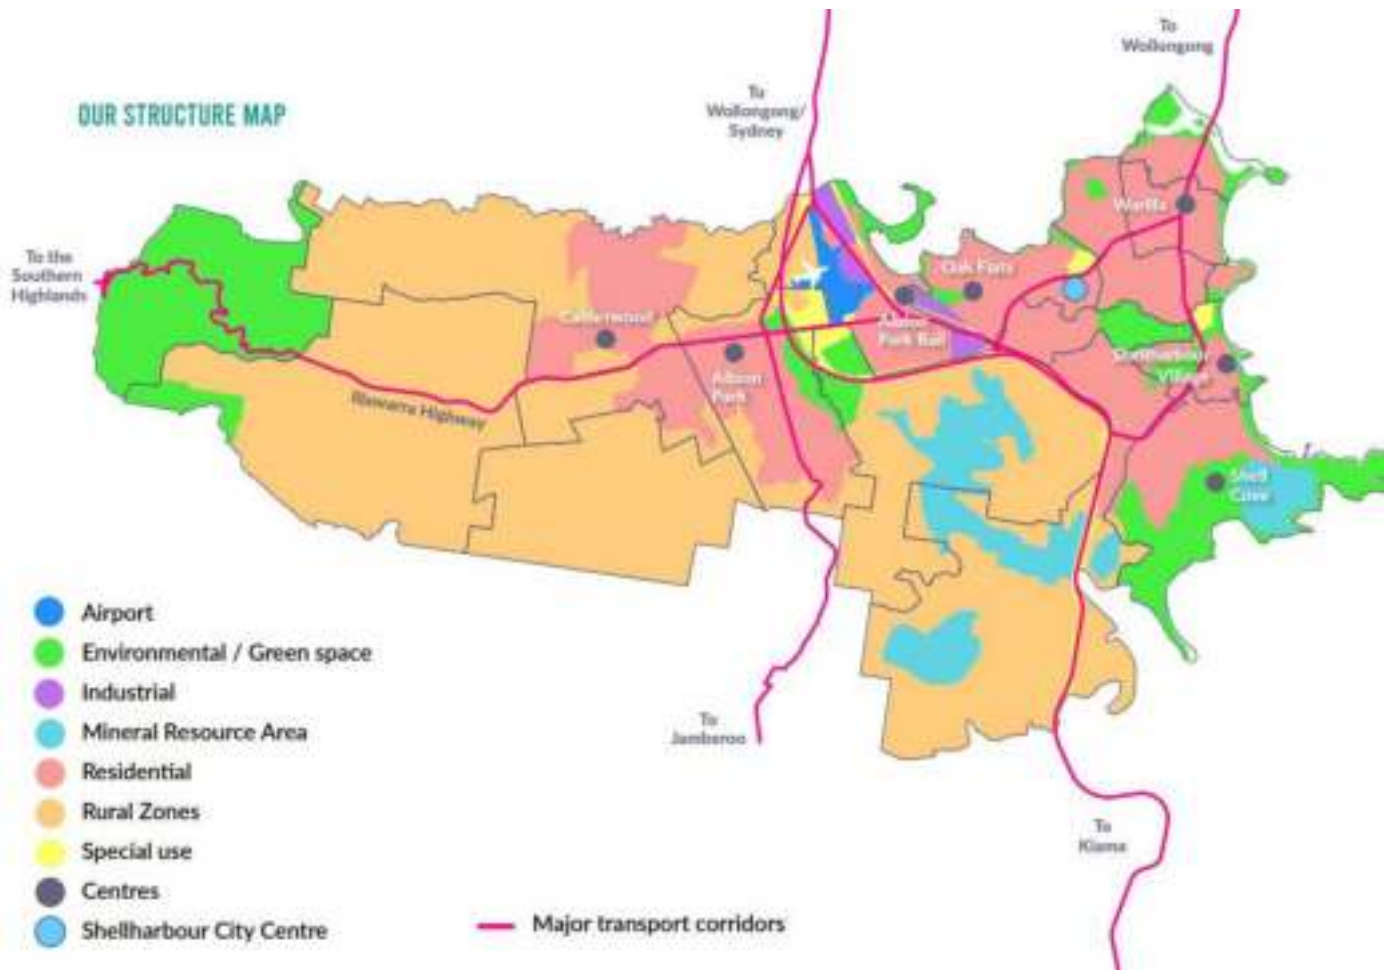 To
Wollongong
To
Wollongong/
Sydney
OUR STRUCTURE MAP
Warilla
To the
Southern
Highlands
Oak Flats
Calderwood
Albion
Park Rail
Shellharbour
Village
Albion
Park
Illawarra Highway
Shell
Cove
Airport
Environmental / Green space
Industrial
Mineral Resource Area
Residential
Rural Zones
Special use
Centres
Shellharbour City Centre
To
Jamberoo
To
Kiama
Major transport corridors